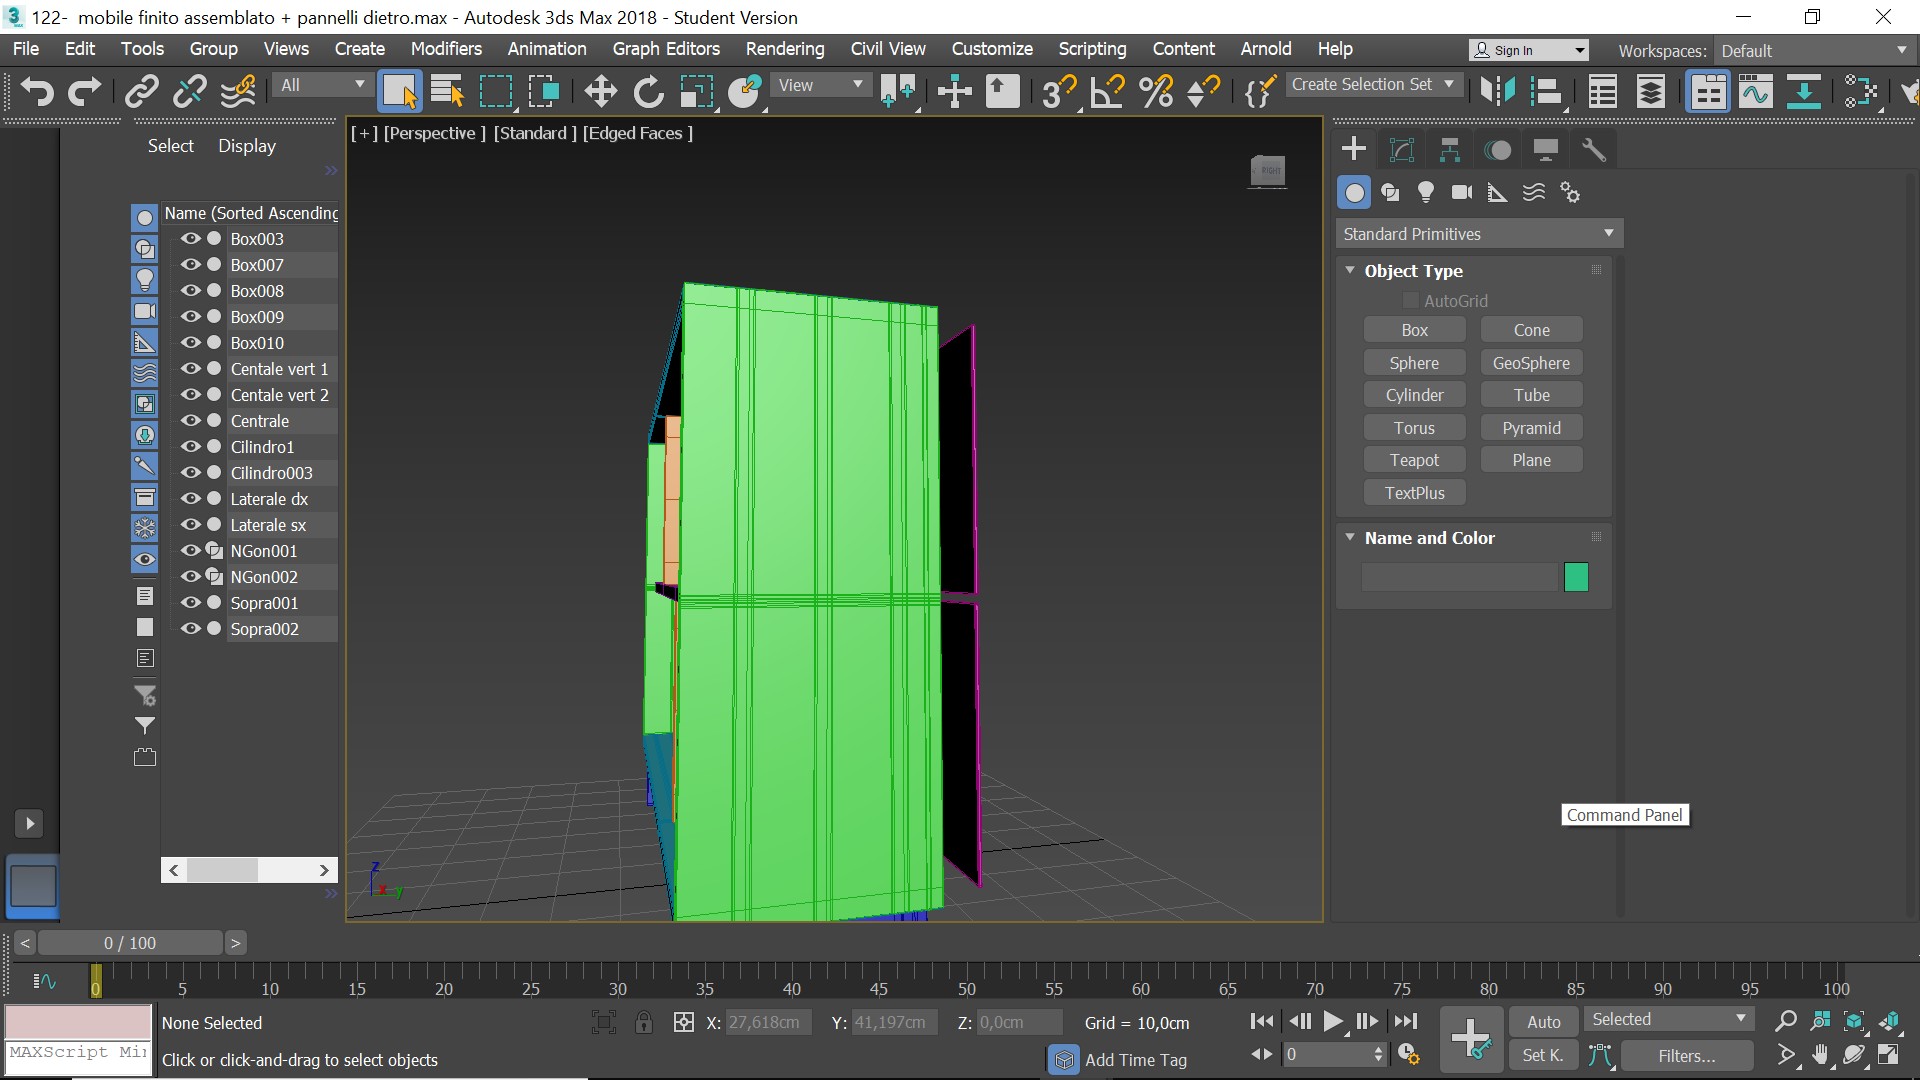 122-  mobile finito assemblato + pannelli dietro.max - Autodesk 3ds Max 2018 - Student Version
File Edit Tools Group Views Create Modifiers Animation Graph Editors Rendering Civil View Customize Scripting Content Arnold Help Sign In Workspaces: Default
All View Create Selection Set
Select Display
[ + ] [Perspective ] [Standard ] [Edged Faces ]
RIGHT
Name (Sorted Ascending
Box003
Box007
Box008
Box009
Box010
Centale vert 1
Centale vert 2
Centrale
Cilindro1
Cilindro003
Laterale dx
Laterale sx
NGon001
NGon002
Sopra001
Sopra002
z
x y
Standard Primitives
Object Type
AutoGrid
Box Cone
Sphere GeoSphere
Cylinder Tube
Torus Pyramid
Teapot Plane
TextPlus
Name and Color
Command Panel
< 0 / 100 >
0 5 10 15 20 25 30 35 40 45 50 55 60 65 70 75 80 85 90 95 100
None Selected X: 27,618cm Y: 41,197cm Z: 0,0cm Grid = 10,0cm Auto Selected
MAXScript Mir Click or click-and-drag to select objects Add Time Tag 0 Set K. Filters...